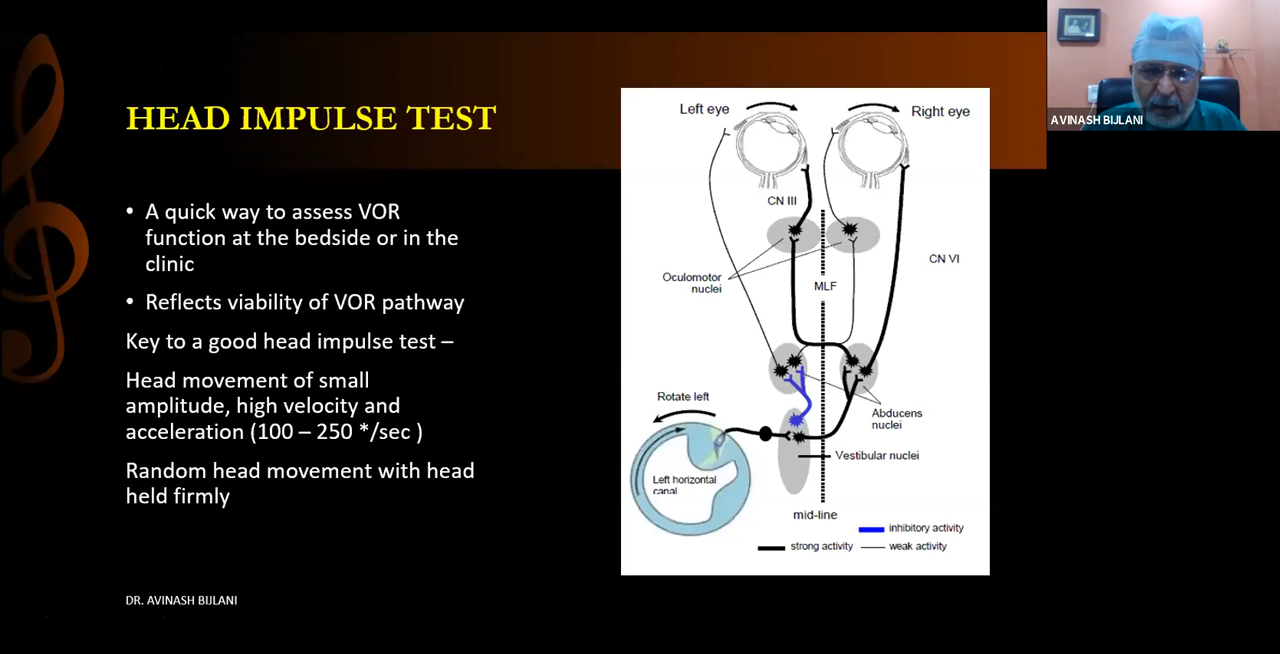 HEAD IMPULSE TEST
• A quick way to assess VOR
function at the bedside or in the
clinic
• Reflects viability of VOR pathway
Key to a good head impulse test –
Head movement of small
amplitude, high velocity and
acceleration (100 – 250 */sec )
Random head movement with head
held firmly
DR. AVINASH BIJLANI
Left eye
Right eye
CN III
CN VI
Oculomotor
nuclei
MLF
Rotate left
Abducens
nuclei
Left horizontal
canal
Vestibular nuclei
mid-line
inhibitory activity
strong activity
weak activity
AVINASH BIJLANI